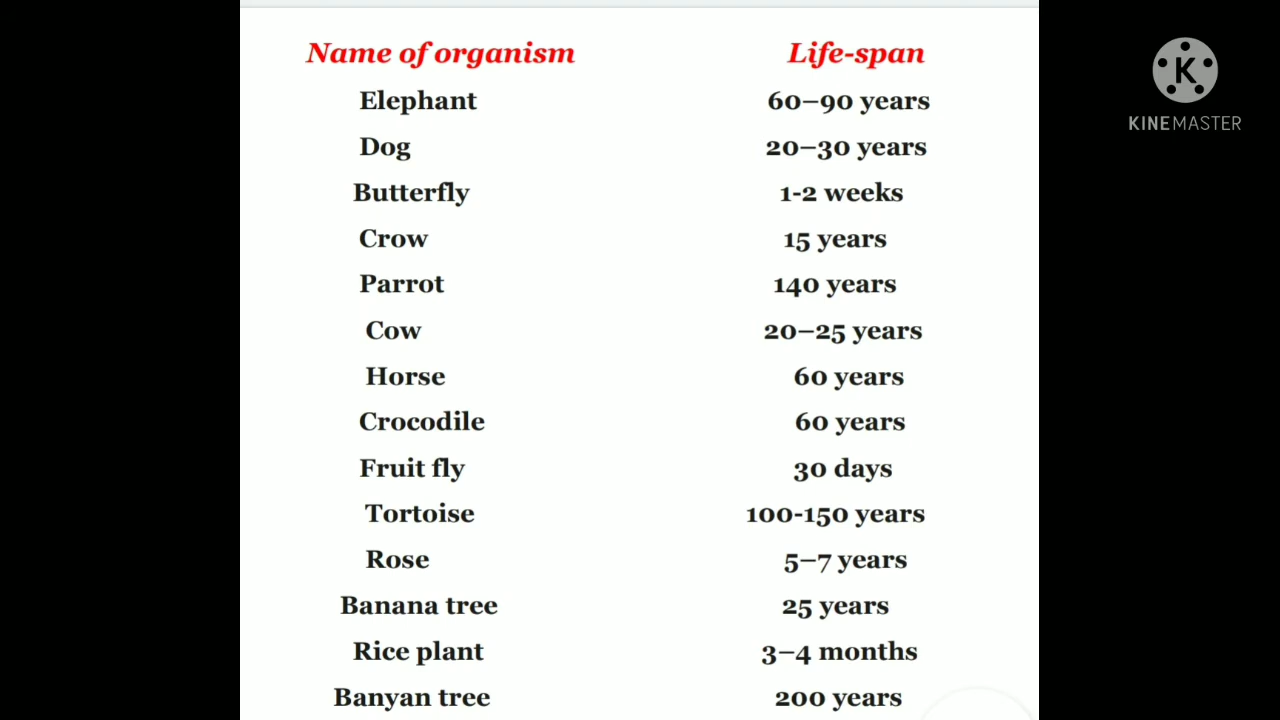 Name of organism Life-span
Elephant 60–90 years
Dog 20–30 years
Butterfly 1-2 weeks
Crow 15 years
Parrot 140 years
Cow 20–25 years
Horse 60 years
Crocodile 60 years
Fruit fly 30 days
Tortoise 100-150 years
Rose 5–7 years
Banana tree 25 years
Rice plant 3–4 months
Banyan tree 200 years
K
KINEMASTER